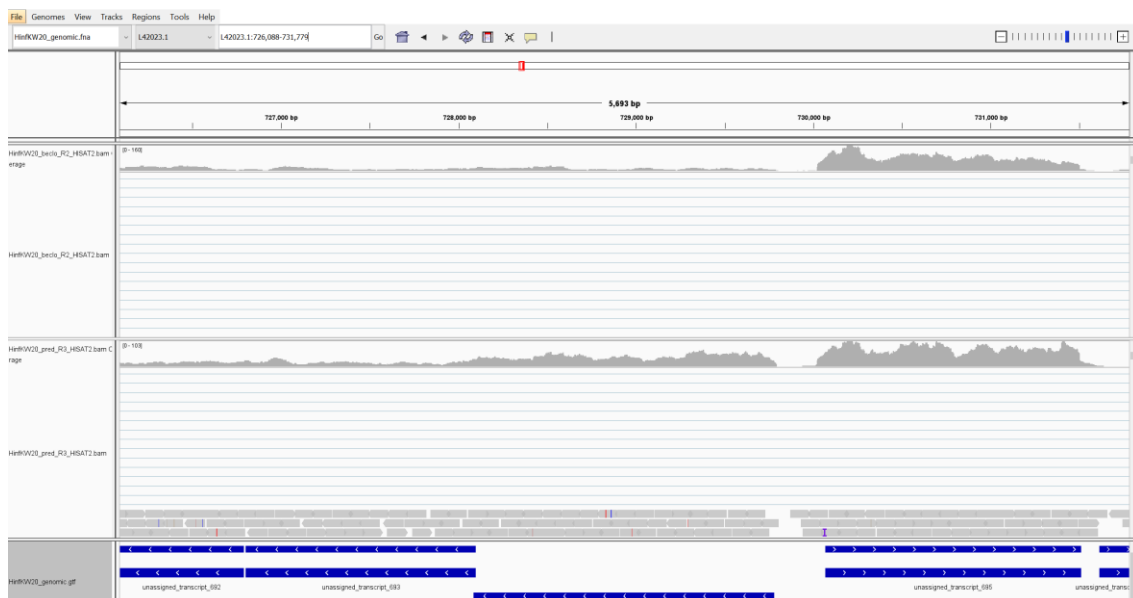 File Genomes View Tracks Regions Tools Help
HinfKW20_genomic.fna L42023.1 L42023.1:726,088-731,779 Go
5,693 bp
727,000 bp 728,000 bp 729,000 bp 730,000 bp 731,000 bp
HinfKW20_beclo_R2_HISAT2.bam
erage
[0 - 160]
HinfKW20_beclo_R2_HISAT2.bam
HinfKW20_pred_R3_HISAT2.bam C
rage
[0 - 103]
HinfKW20_pred_R3_HISAT2.bam
HinfKW20_genomic.gtf
unassigned_transcript_692 unassigned_transcript_693 unassigned_transcript_695 unassigned_transc